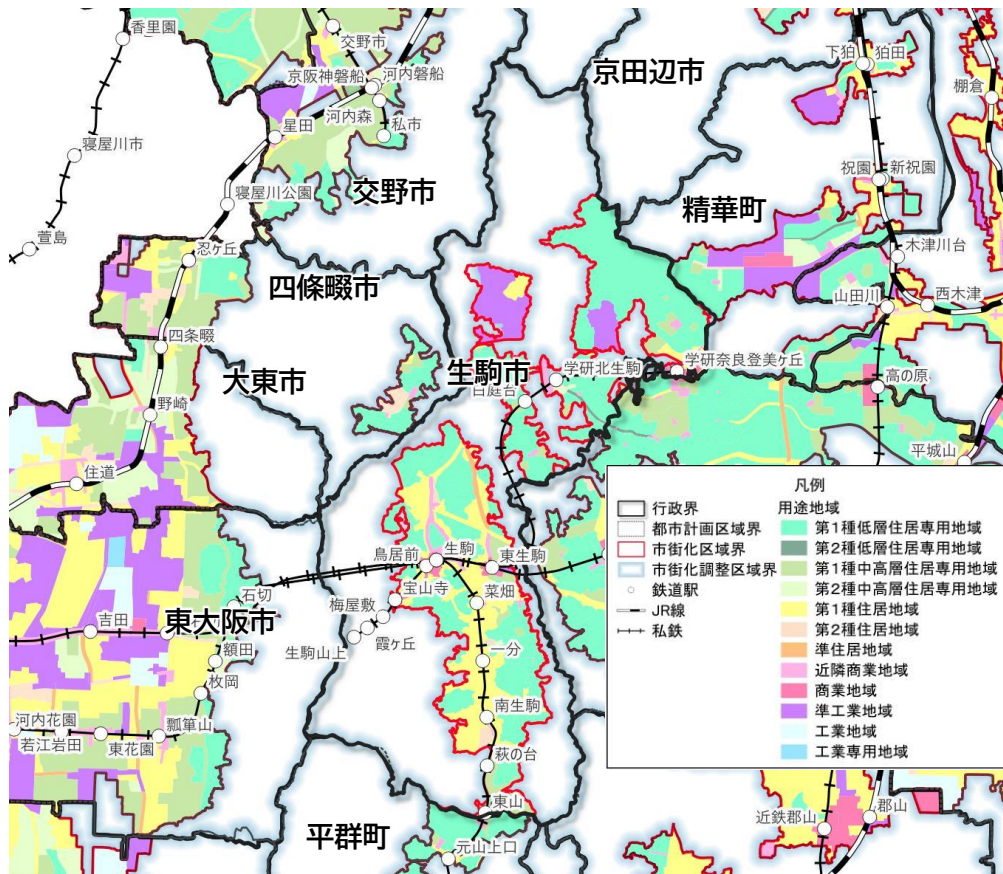 香里園
交野市
京阪神磐船
河内磐船
京田辺市
下狛
狛田
棚倉
河内森
私市
星田
寝屋川市
祝園
新祝園
交野市
精華町
寝屋川公園
萱島
忍ヶ丘
木津川台
四條畷市
山田川
西木津
四条畷
大東市
生駒市
学研北生駒
学研奈良登美ヶ丘
高の原
白庭台
野崎
平城山
住道
凡例
行政界
都市計画区域界
市街化区域界
市街化調整区域界
鉄道駅
JR線
私鉄
用途地域
第1種低層住居専用地域
第2種低層住居専用地域
第1種中高層住居専用地域
第2種中高層住居専用地域
第1種住居地域
第2種住居地域
準住居地域
近隣商業地域
商業地域
準工業地域
工業地域
工業専用地域
鳥居前
生駒
東生駒
石切
宝山寺
菜畑
梅屋敷
吉田
東大阪市
霞ヶ丘
生駒山上
額田
一分
枚岡
南生駒
河内花園
瓢箪山
若江岩田
東花園
萩の台
東山
平群町
元山上口
近鉄郡山
郡山